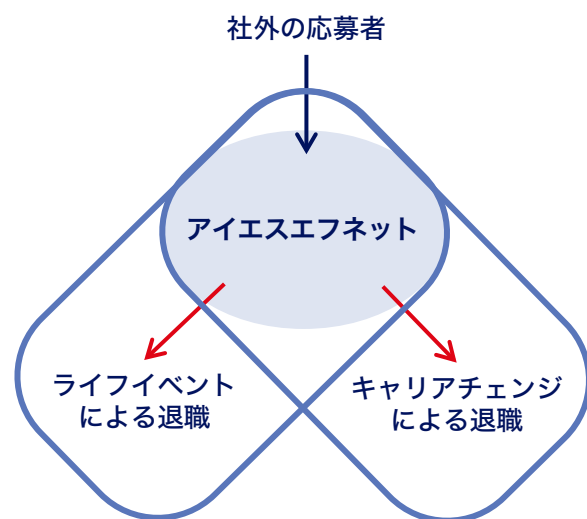 社外の応募者
アイエスエフネット
ライフイベント
による退職
キャリアチェンジ
による退職